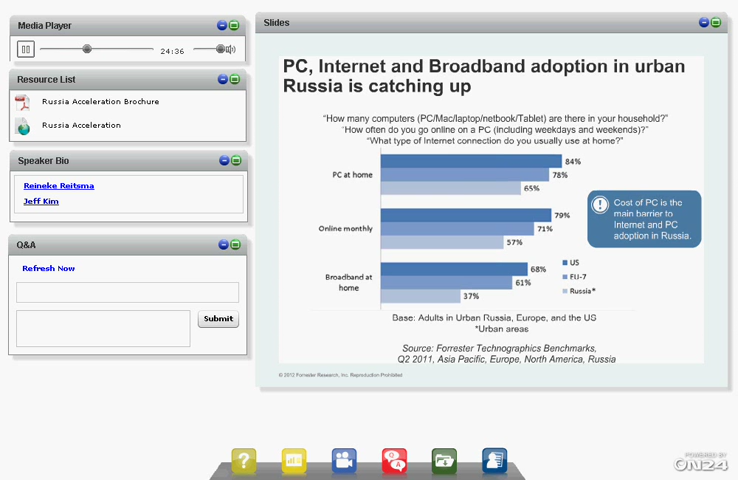 Media Player
24:36
Resource List
Russia Acceleration Brochure
Russia Acceleration
Speaker Bio
Reineke Reitsma
Jeff Kim
Q&A
Refresh Now
Submit
Slides
PC, Internet and Broadband adoption in urban
Russia is catching up
“How many computers (PC/Mac/laptop/netbook/Tablet) are there in your household?”
“How often do you go online on a PC (including weekdays and weekends)?”
“What type of Internet connection do you usually use at home?”
PC at home
84%
78%
65%
Online monthly
79%
71%
57%
Broadband at
home
68%
61%
37%
US
EU-7
Russia*
! Cost of PC is the
main barrier to
Internet and PC
adoption in Russia.
Base: Adults in Urban Russia, Europe, and the US
*Urban areas
Source: Forrester Technographics Benchmarks,
Q2 2011, Asia Pacific, Europe, North America, Russia
© 2012 Forrester Research, Inc. Reproduction Prohibited
?
Q A
POWERED BY
ON24